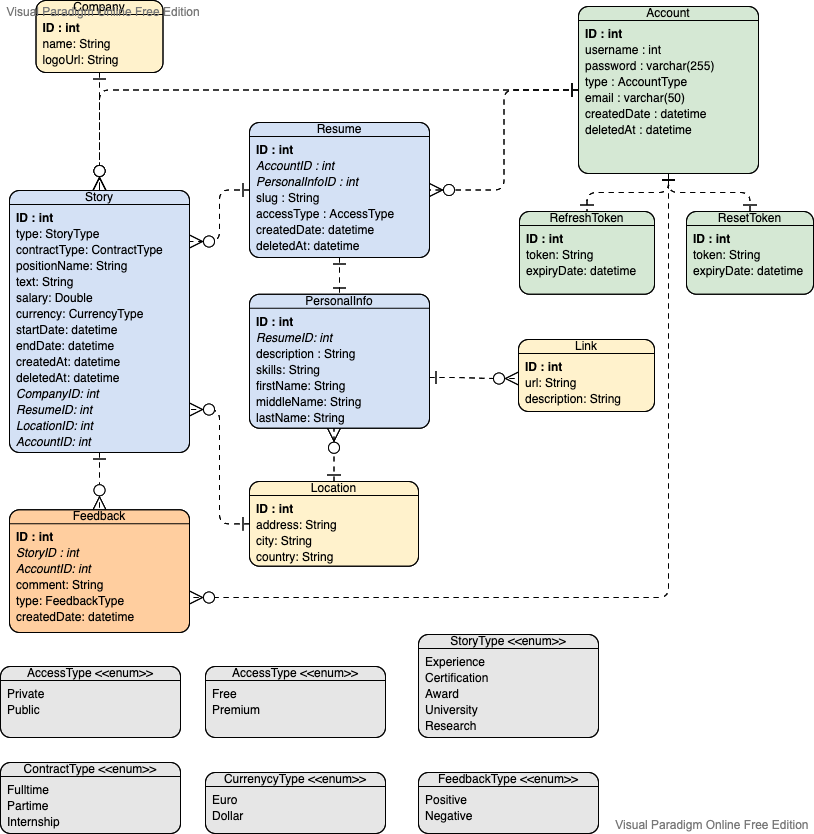 Visual Paradigm Online Free Edition
Company
ID : int
name: String
logoUrl: String
Account
ID : int
username : int
password : varchar(255)
type : AccountType
email : varchar(50)
createdDate : datetime
deletedAt : datetime
Resume
ID : int
AccountID : int
PersonalInfoID : int
slug : String
accessType : AccessType
createdDate: datetime
deletedAt: datetime
Story
ID : int
type: StoryType
contractType: ContractType
positionName: String
text: String
salary: Double
currency: CurrencyType
startDate: datetime
endDate: datetime
createdAt: datetime
deletedAt: datetime
CompanyID: int
ResumeID: int
LocationID: int
AccountID: int
RefreshToken
ID : int
token: String
expiryDate: datetime
ResetToken
ID : int
token: String
expiryDate: datetime
PersonalInfo
ID : int
ResumeID: int
description : String
skills: String
firstName: String
middleName: String
lastName: String
Link
ID : int
url: String
description: String
Location
ID : int
address: String
city: String
country: String
Feedback
ID : int
StoryID : int
AccountID: int
comment: String
type: FeedbackType
createdDate: datetime
AccessType <<enum>>
Private
Public
AccessType <<enum>>
Free
Premium
StoryType <<enum>>
Experience
Certification
Award
University
Research
ContractType <<enum>>
Fulltime
Partime
Internship
CurrenycyType <<enum>>
Euro
Dollar
FeedbackType <<enum>>
Positive
Negative
Visual Paradigm Online Free Edition